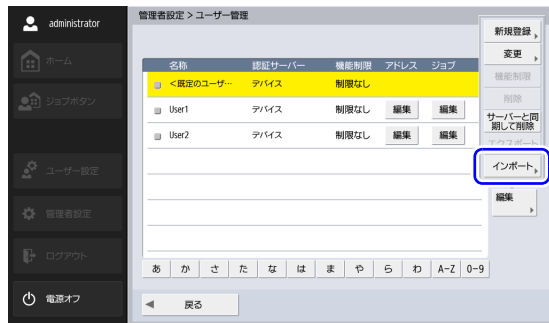 administrator
ホーム
ジョブボタン
ユーザー設定
管理者設定
ログアウト
電源オフ
管理者設定 > ユーザー管理
名称 認証サーバー 機能制限 アドレス ジョブ
<既定のユーザ… デバイス 制限なし
User1 デバイス 制限なし 編集 編集
User2 デバイス 制限なし 編集 編集
あ か さ た な は ま や ら わ A-Z 0-9
戻る
新規登録
変更
機能制限
削除
サーバーと同
期して削除
エクスポート
インポート
編集